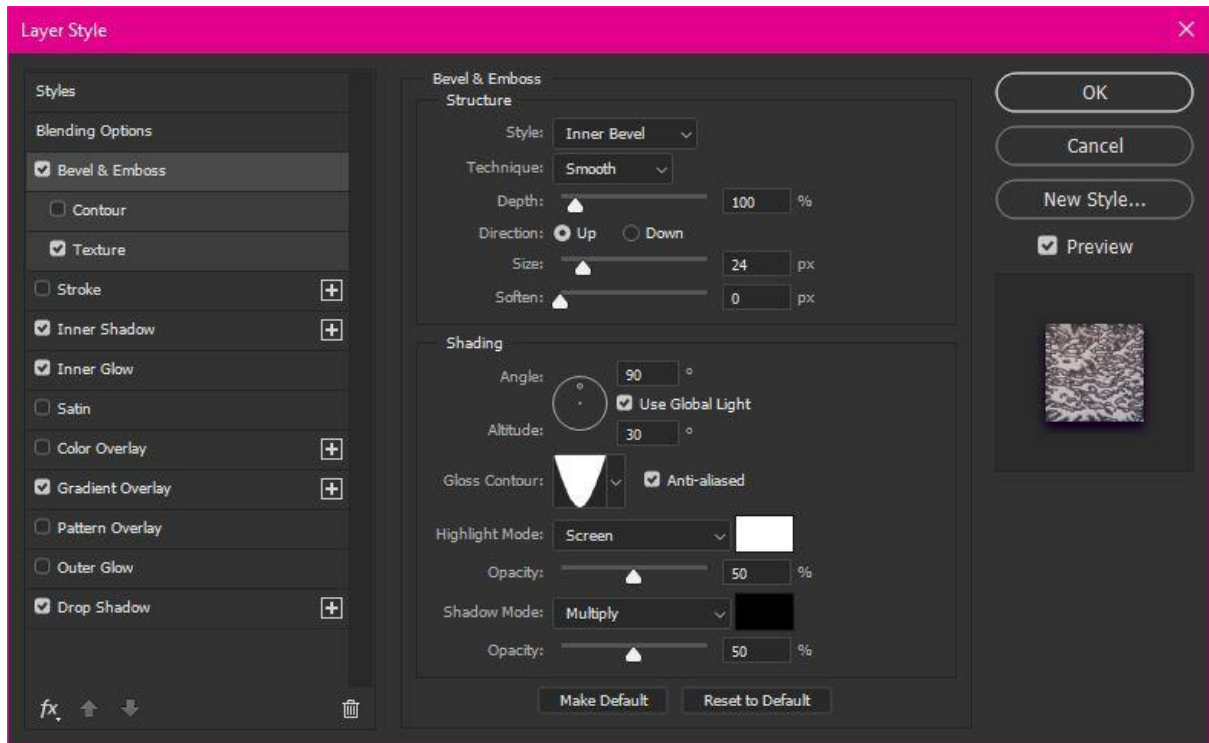 Layer Style
Styles
Blending Options
Bevel & Emboss
Contour
Texture
Stroke
Inner Shadow
Inner Glow
Satin
Color Overlay
Gradient Overlay
Pattern Overlay
Outer Glow
Drop Shadow
fx
Bevel & Emboss
Structure
Style: Inner Bevel
Technique: Smooth
Depth: 100 %
Direction: Up Down
Size: 24 px
Soften: 0 px
Shading
Angle: 90 °
Use Global Light
Altitude: 30 °
Gloss Contour: Anti-aliased
Highlight Mode: Screen
Opacity: 50 %
Shadow Mode: Multiply
Opacity: 50 %
Make Default Reset to Default
OK
Cancel
New Style...
Preview